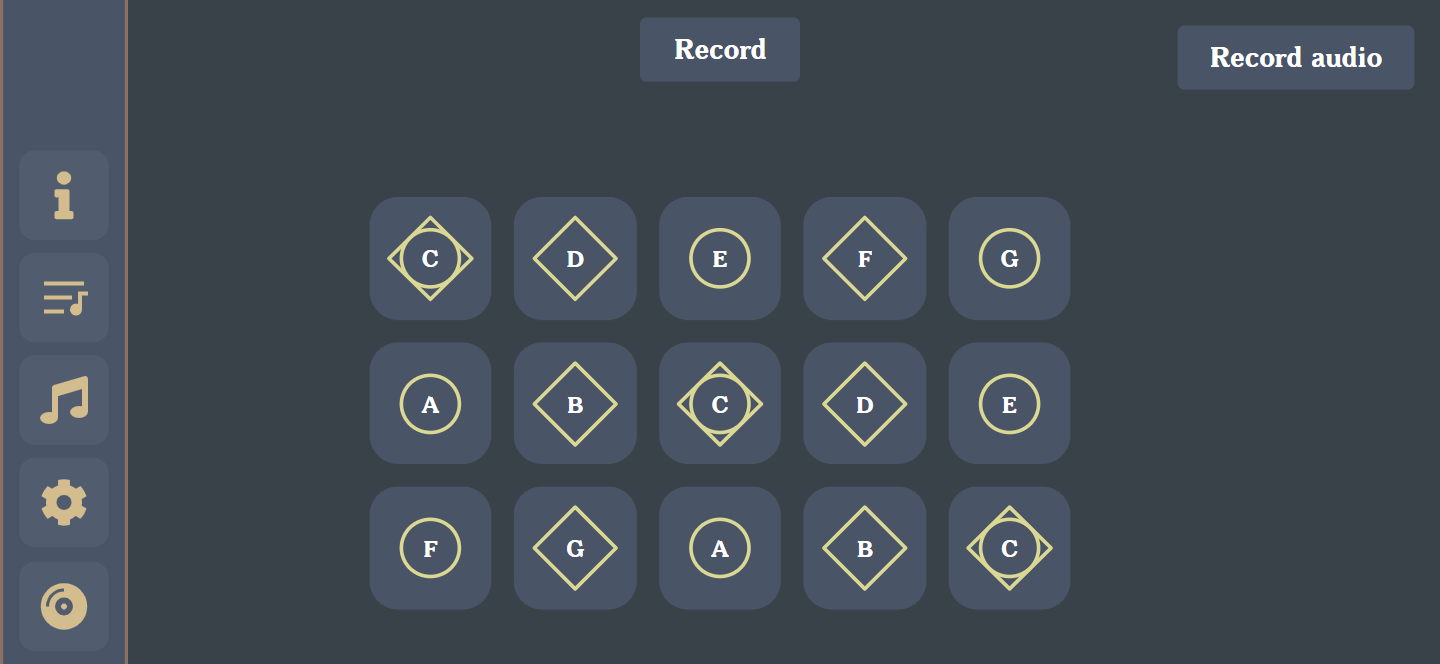 Record
Record audio
C D E F G
A B C D E
F G A B C